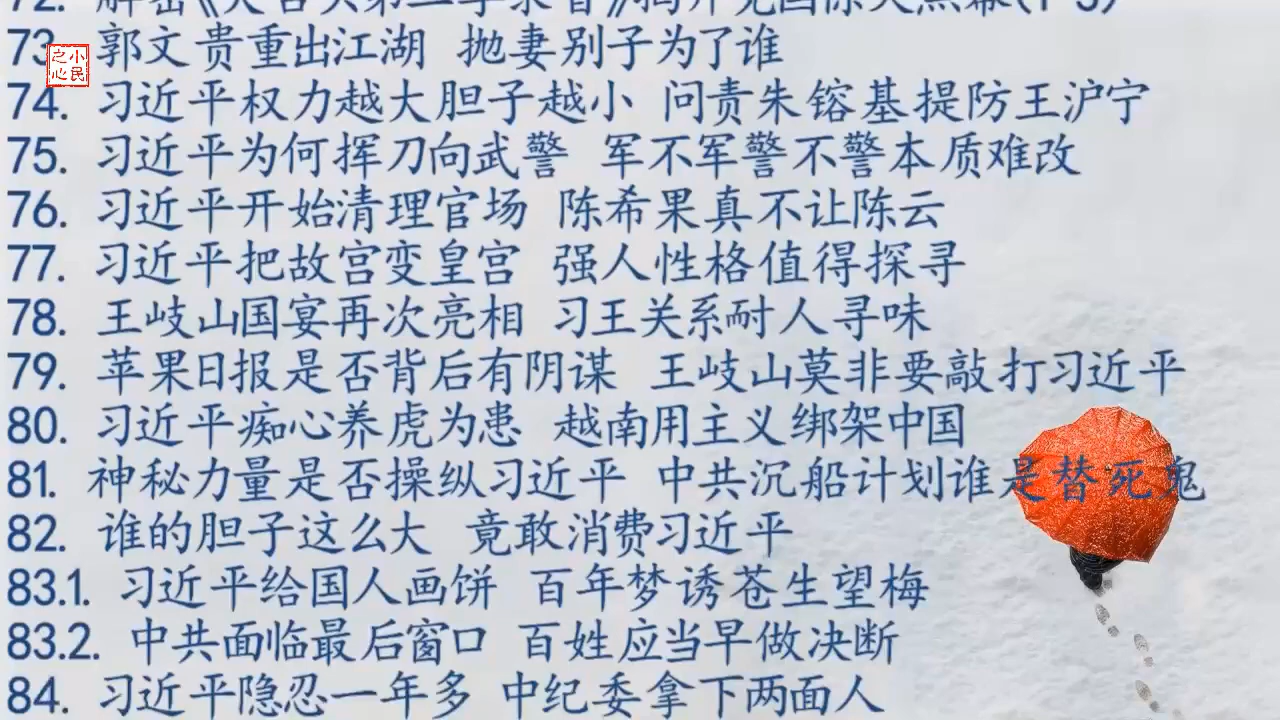 73. 郭文贵重出江湖 抛妻别子为了谁
小民之心
74. 习近平权力越大胆子越小 问责朱镕基提防王沪宁
75. 习近平为何挥刀向武警 军不军警不警本质难改
76. 习近平开始清理官场 陈希果真不让陈云
77. 习近平把故宫变皇宫 强人性格值得探寻
78. 王岐山国宴再次亮相 习王关系耐人寻味
79. 苹果日报是否背后有阴谋 王岐山莫非要敲打习近平
80. 习近平痴心养虎为患 越南用主义绑架中国
81. 神秘力量是否操纵习近平 中共沉船计划谁是替死鬼
82. 谁的胆子这么大 竟敢消费习近平
83.1. 习近平给国人画饼 百年梦诱苍生望梅
83.2. 中共面临最后窗口 百姓应当早做决断
84. 习近平隐忍一年多 中纪委拿下两面人